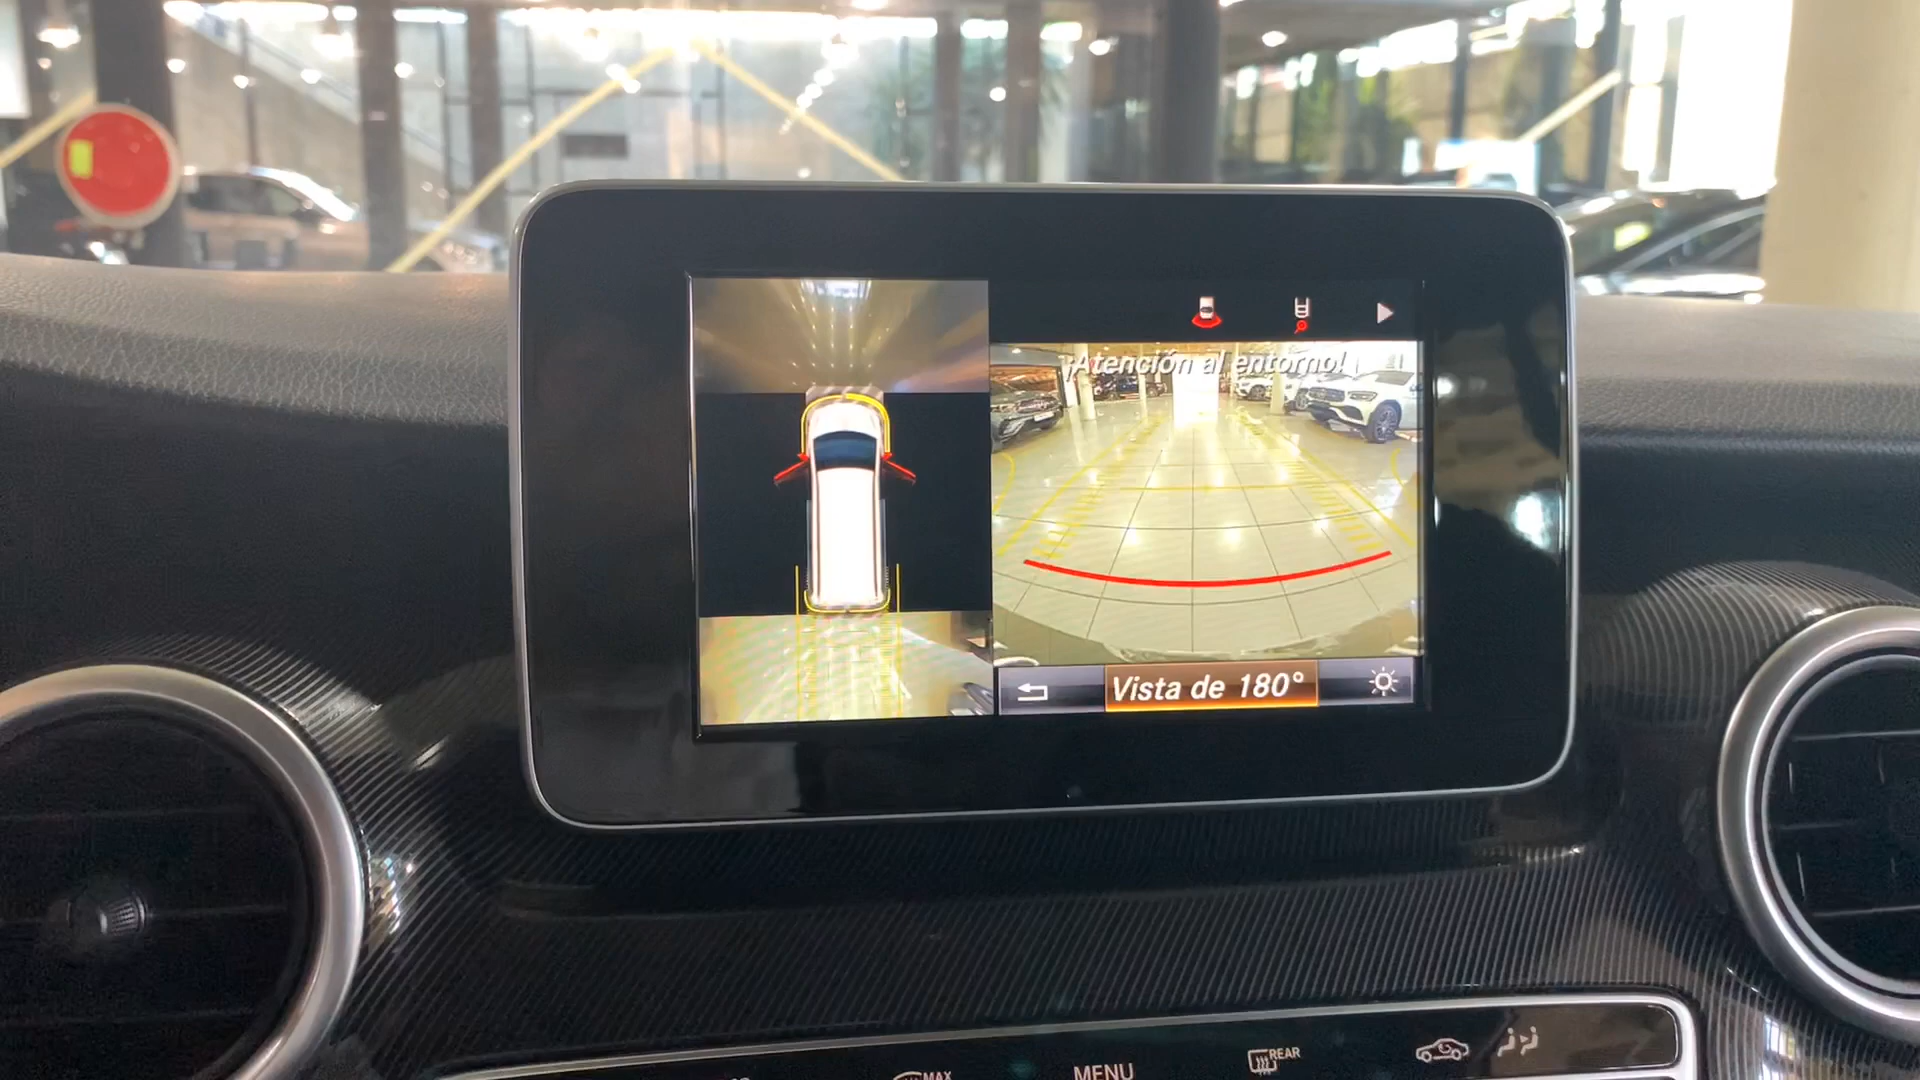 ¡Atención al entorno!
Vista de 180°
MAX
MENU
REAR